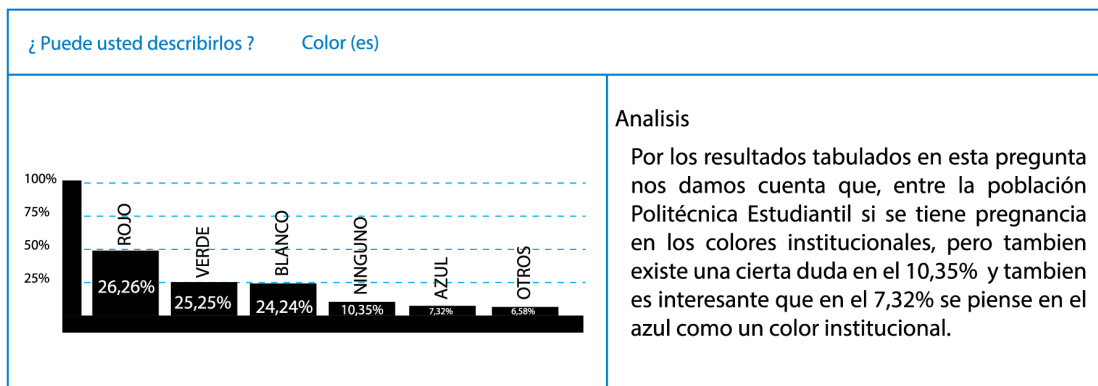 ¿ Puede usted describirlos ? Color (es)
100%
75%
50%
25%
ROJO
VERDE
BLANCO
NINGUNO
AZUL
OTROS
26,26%
25,25%
24,24%
10,35%
7,32%
6,58%
Analisis
Por los resultados tabulados en esta pregunta
nos damos cuenta que, entre la población
Politécnica Estudiantil si se tiene pregnancia
en los colores institucionales, pero tambien
existe una cierta duda en el 10,35% y tambien
es interesante que en el 7,32% se piense en el
azul como un color institucional.